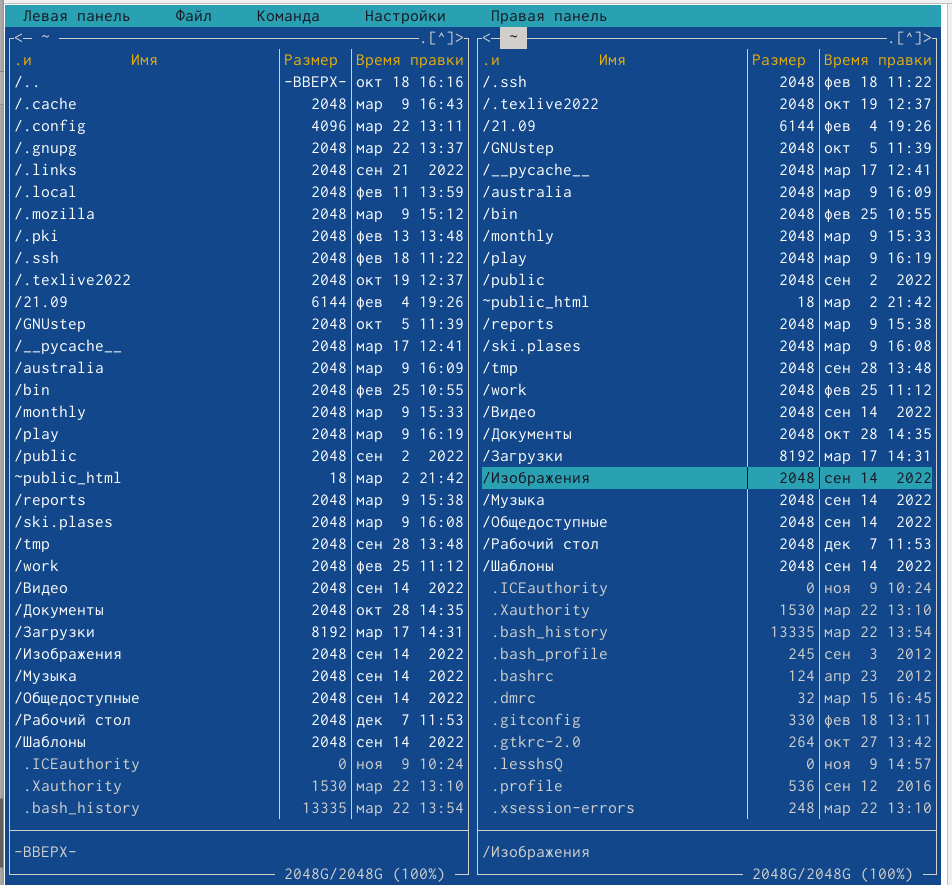 Левая панель Файл Команда Настройки Правая панель
<─ ~ .[^]>
.и Имя Размер Время правки
/.. -ВВЕРХ- окт 18 16:16
/.cache 2048 мар 9 16:43
/.config 4096 мар 22 13:11
/.gnupg 2048 мар 22 13:37
/.links 2048 сен 21 2022
/.local 2048 фев 11 13:59
/.mozilla 2048 мар 9 15:12
/.pki 2048 фев 13 13:48
/.ssh 2048 фев 18 11:22
/.texlive2022 2048 окт 19 12:37
/21.09 6144 фев 4 19:26
/GNUstep 2048 окт 5 11:39
/__pycache__ 2048 мар 17 12:41
/australia 2048 мар 9 16:09
/bin 2048 фев 25 10:55
/monthly 2048 мар 9 15:33
/play 2048 мар 9 16:19
/public 2048 сен 2 2022
~public_html 18 мар 2 21:42
/reports 2048 мар 9 15:38
/ski.plases 2048 мар 9 16:08
/tmp 2048 сен 28 13:48
/work 2048 фев 25 11:12
/Видео 2048 сен 14 2022
/Документы 2048 окт 28 14:35
/Загрузки 8192 мар 17 14:31
/Изображения 2048 сен 14 2022
/Музыка 2048 сен 14 2022
/Общедоступные 2048 сен 14 2022
/Рабочий стол 2048 дек 7 11:53
/Шаблоны 2048 сен 14 2022
.ICEauthority 0 ноя 9 10:24
.Xauthority 1530 мар 22 13:10
.bash_history 13335 мар 22 13:54
-ВВЕРХ-
2048G/2048G (100%)
<─ ~ .[^]>
.и Имя Размер Время правки
/.ssh 2048 фев 18 11:22
/.texlive2022 2048 окт 19 12:37
/21.09 6144 фев 4 19:26
/GNUstep 2048 окт 5 11:39
/__pycache__ 2048 мар 17 12:41
/australia 2048 мар 9 16:09
/bin 2048 фев 25 10:55
/monthly 2048 мар 9 15:33
/play 2048 мар 9 16:19
/public 2048 сен 2 2022
~public_html 18 мар 2 21:42
/reports 2048 мар 9 15:38
/ski.plases 2048 мар 9 16:08
/tmp 2048 сен 28 13:48
/work 2048 фев 25 11:12
/Видео 2048 сен 14 2022
/Документы 2048 окт 28 14:35
/Загрузки 8192 мар 17 14:31
/Изображения 2048 сен 14 2022
/Музыка 2048 сен 14 2022
/Общедоступные 2048 сен 14 2022
/Рабочий стол 2048 дек 7 11:53
/Шаблоны 2048 сен 14 2022
.ICEauthority 0 ноя 9 10:24
.Xauthority 1530 мар 22 13:10
.bash_history 13335 мар 22 13:54
.bash_profile 245 сен 3 2012
.bashrc 124 апр 23 2012
.dmrc 32 мар 15 16:45
.gitconfig 330 фев 18 13:11
.gtkrc-2.0 264 окт 27 13:42
.lesshsQ 0 ноя 9 14:57
.profile 536 сен 12 2016
.xsession-errors 248 мар 22 13:10
/Изображения
2048G/2048G (100%)